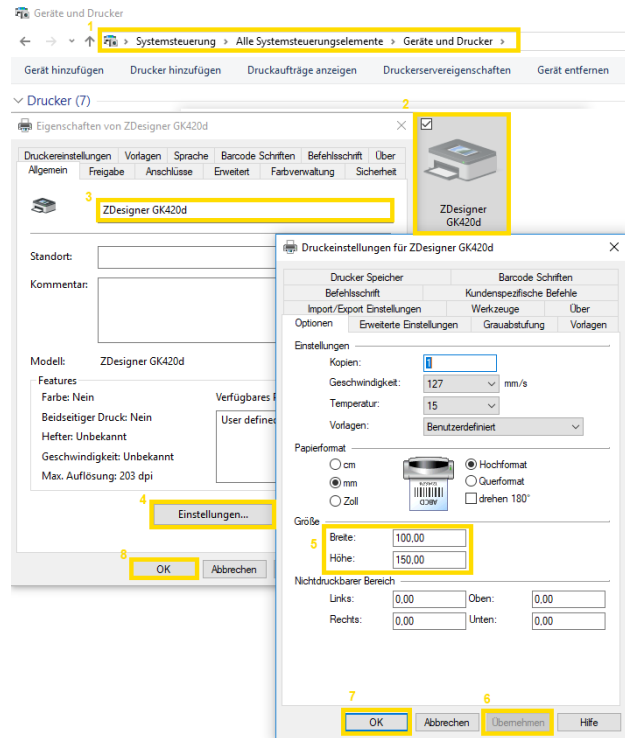 Geräte und Drucker
1
Systemsteuerung > Alle Systemsteuerungselemente > Geräte und Drucker >
Gerät hinzufügen Drucker hinzufügen Druckaufträge anzeigen Druckerservereigenschaften Gerät entfernen
Drucker (7)
2
Eigenschaften von ZDesigner GK420d
Druckereinstellungen Vorlagen Sprache Barcode Schriften Befehlsschrift Über
Allgemein Freigabe Anschlüsse Erweitert Farbverwaltung Sicherheit
3
ZDesigner GK420d
Standort:
Kommentar:
Modell: ZDesigner GK420d
Features
Farbe: Nein
Beidseitiger Druck: Nein
Hefter: Unbekannt
Geschwindigkeit: Unbekannt
Max. Auflösung: 203 dpi
Verfügbares
User define
4
Einstellungen...
8
OK Abbrechen
ZDesigner
GK420d
Druckeinstellungen für ZDesigner GK420d
Drucker Speicher Barcode Schriften
Befehlsschrift Kundenspezifische Befehle
Import/Export Einstellungen Werkzeuge Über
Optionen Erweiterte Einstellungen Grauabstufung Vorlagen
Einstellungen
Kopien: 1
Geschwindigkeit: 127 mm/s
Temperatur: 15
Vorlagen: Benutzerdefiniert
Papierformat
cm
mm
Zoll
ABCD
Hochformat
Querformat
drehen 180°
Größe
5
Breite: 100,00
Höhe: 150,00
Nichtdruckbarer Bereich
Links: 0,00 Oben: 0,00
Rechts: 0,00 Unten: 0,00
7
6
OK Abbrechen Übernehmen Hilfe